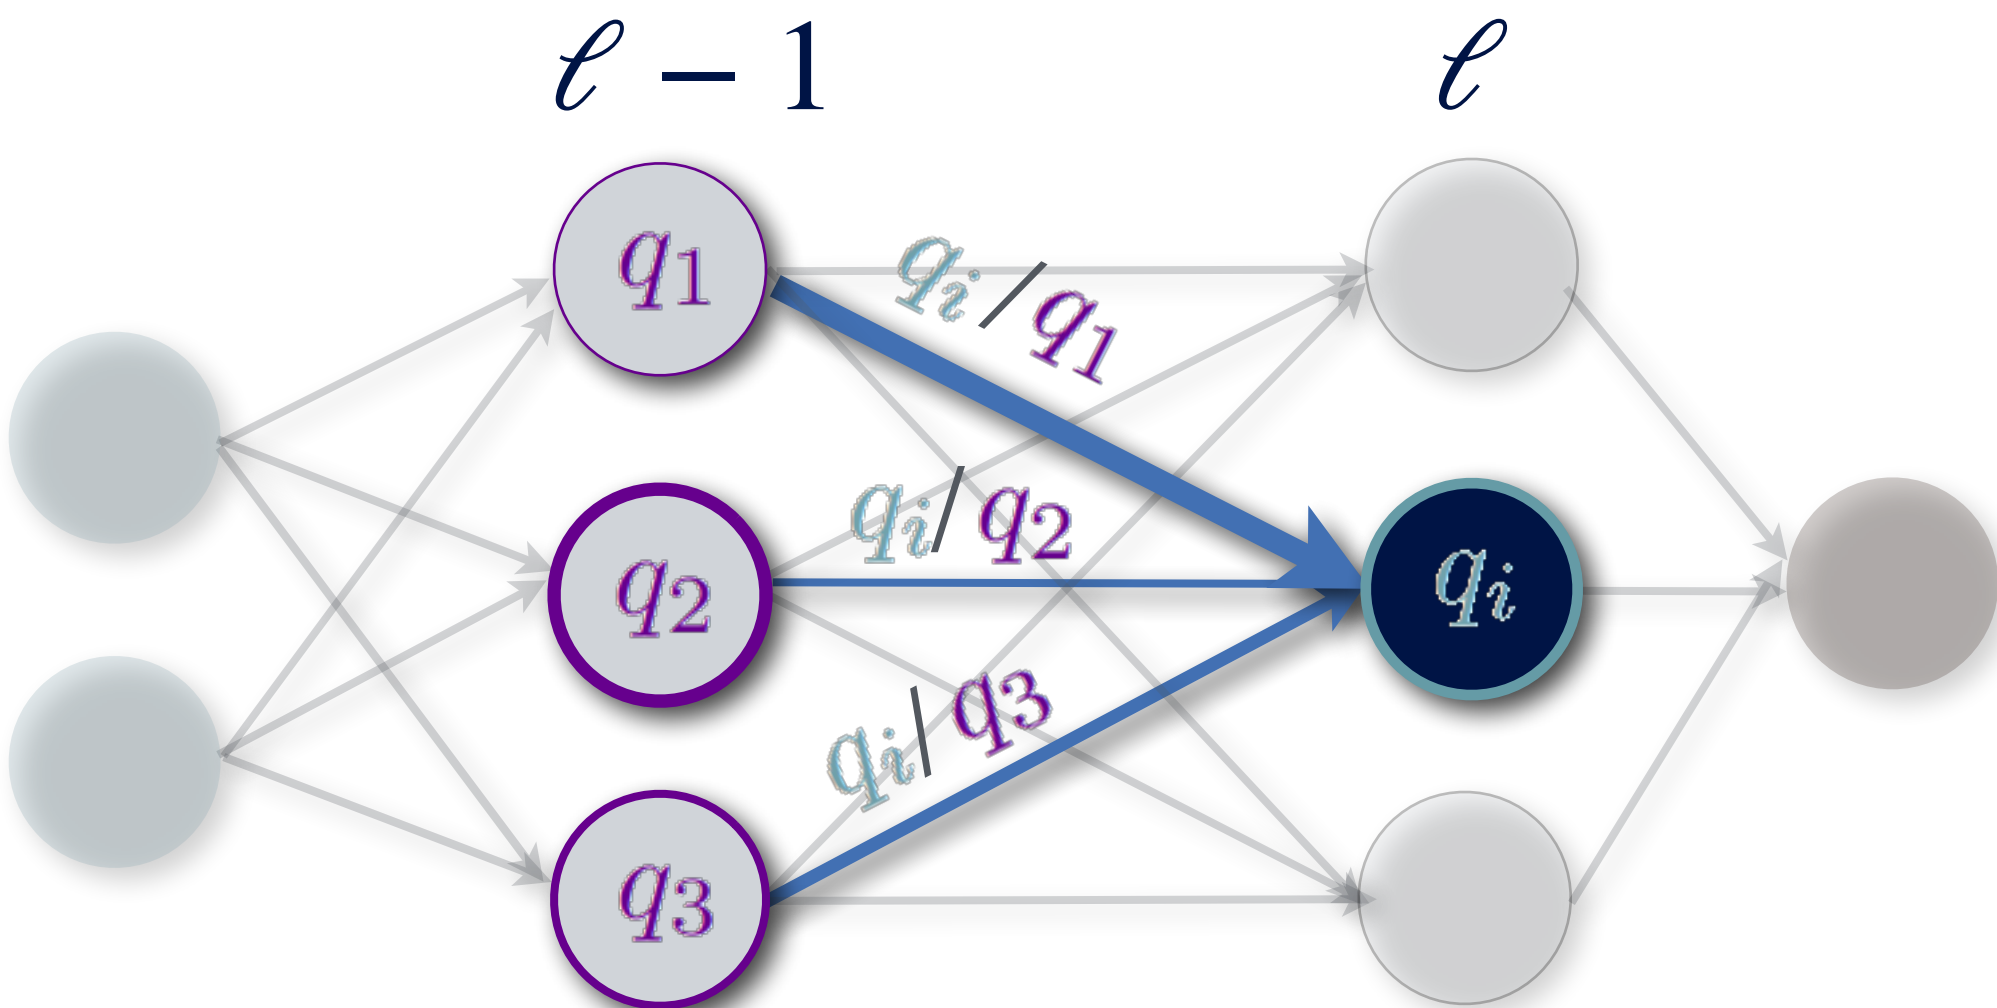 ℓ − 1
ℓ
q₁
qᵢ/q₁
qᵢ/q₂
q₂
qᵢ
qᵢ/q₃
q₃